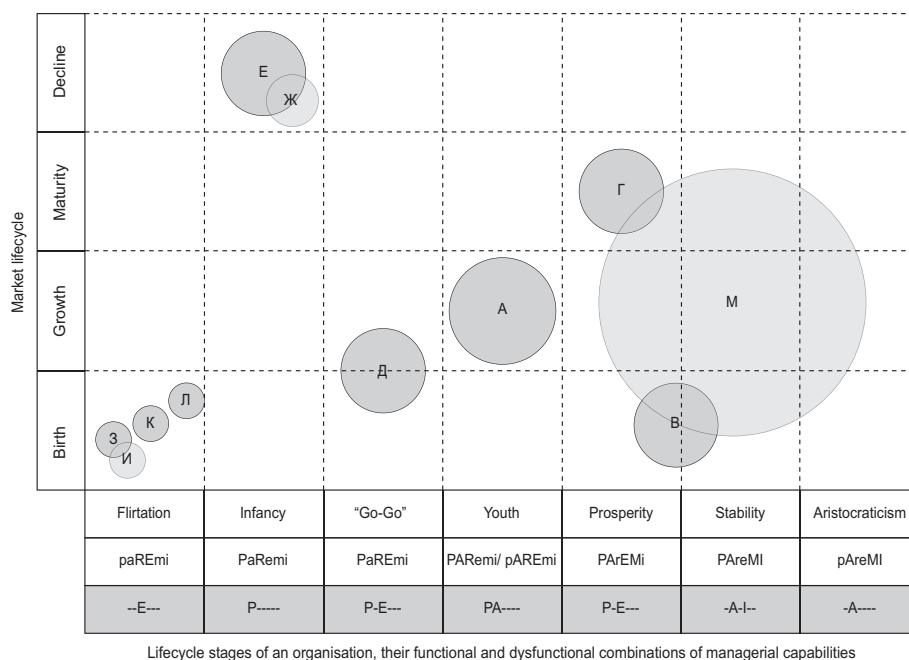 Decline
Е
Ж
Maturity
Г
Market lifecycle
Growth
М
А
Д
Birth
Л
К
В
З
И
Flirtation Infancy “Go-Go” Youth Prosperity Stability Aristocraticism
paREmi PaRemi PaREmi PARemi/ pAREmi PArEMi PAreMI pAreMI
--E--- P----- P-E--- PA---- P-E--- -A-I-- -A----
Lifecycle stages of an organisation, their functional and dysfunctional combinations of managerial capabilities